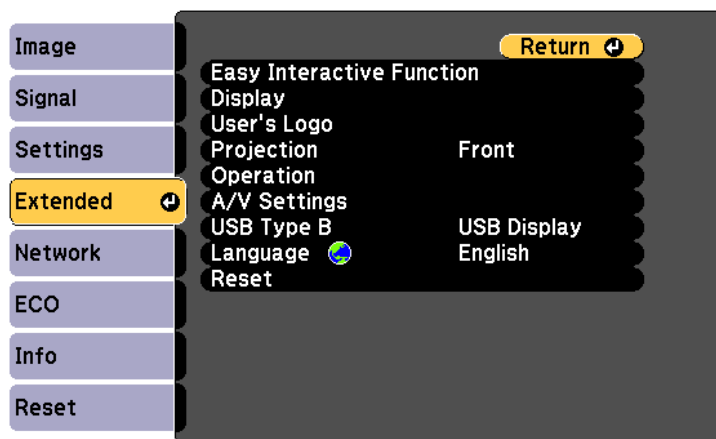 Image
Signal
Settings
Extended
Network
ECO
Info
Reset
Return
Easy Interactive Function
Display
User's Logo
Projection Front
Operation
A/V Settings
USB Type B USB Display
Language English
Reset